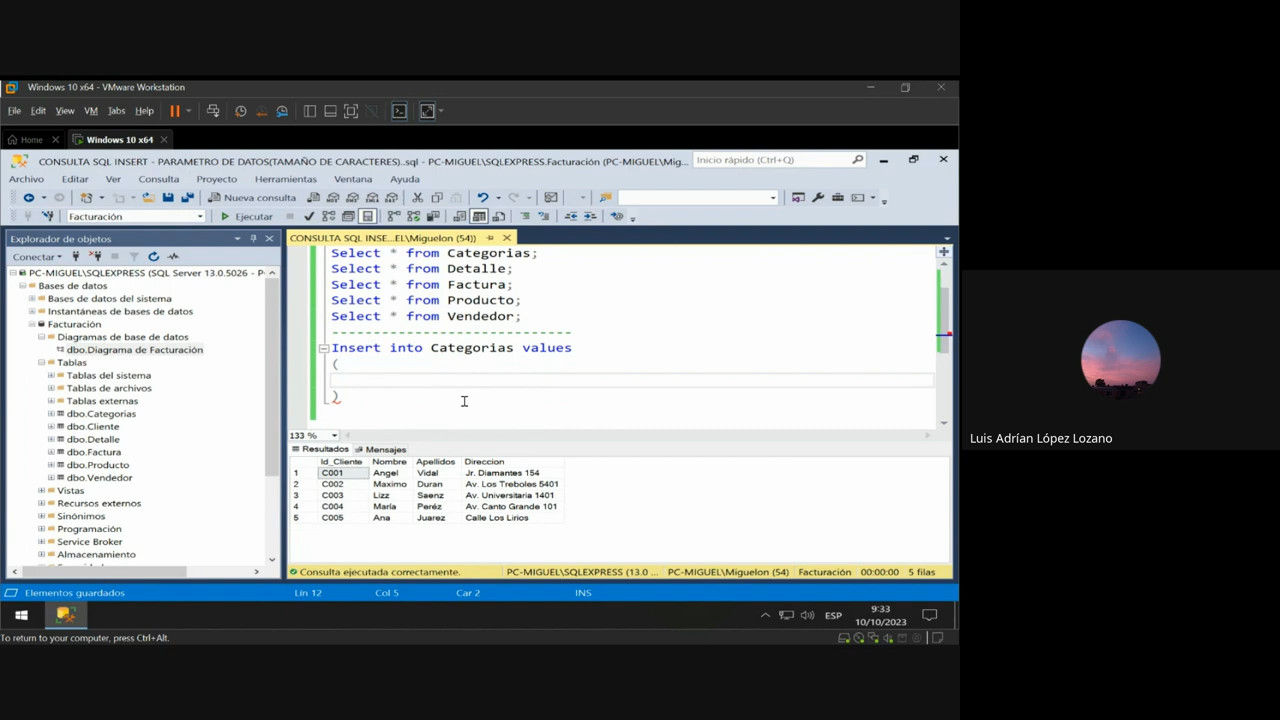 Windows 10 x64 - VMware Workstation
File Edit View VM Tabs Help
Home Windows 10 x64
CONSULTA SQL INSERT - PARAMETRO DE DATOS(TAMAÑO DE CARACTERES)..sql - PC-MIGUEL\SQLEXPRESS.Facturación (PC-MIGUEL\Mig... Inicio rápido (Ctrl+Q)
Archivo Editar Ver Consulta Proyecto Herramientas Ventana Ayuda
Nueva consulta
Facturación Ejecutar
Explorador de objetos
Conectar
PC-MIGUEL\SQLEXPRESS (SQL Server 13.0.5026 - P
Bases de datos
Bases de datos del sistema
Instantáneas de bases de datos
Facturación
Diagramas de base de datos
dbo.Diagrama de Facturación
Tablas
Tablas del sistema
Tablas de archivos
Tablas externas
dbo.Categorias
dbo.Cliente
dbo.Detalle
dbo.Factura
dbo.Producto
dbo.Vendedor
Vistas
Recursos externos
Sinónimos
Programación
Service Broker
Almacenamiento
CONSULTA SQL INSE...EL\Miguelon (54))
Select * from Categorias;
Select * from Detalle;
Select * from Factura;
Select * from Producto;
Select * from Vendedor;
-----------------------------
Insert into Categorias values
(
)
133 %
Resultados Mensajes
Id_Cliente Nombre Apellidos Direccion
1 C001 Angel Vidal Jr. Diamantes 154
2 C002 Maximo Duran Av. Los Treboles 5401
3 C003 Lizz Saenz Av. Universitaria 1401
4 C004 María Peréz Av. Canto Grande 101
5 C005 Ana Juarez Calle Los Lirios
Consulta ejecutada correctamente. PC-MIGUEL\SQLEXPRESS (13.0 ... PC-MIGUEL\Miguelon (54) Facturación 00:00:00 5 filas
Elementos guardados Lín 12 Col 5 Car 2 INS
ESP 9:33
10/10/2023
To return to your computer, press Ctrl+Alt.
Luis Adrían López Lozano